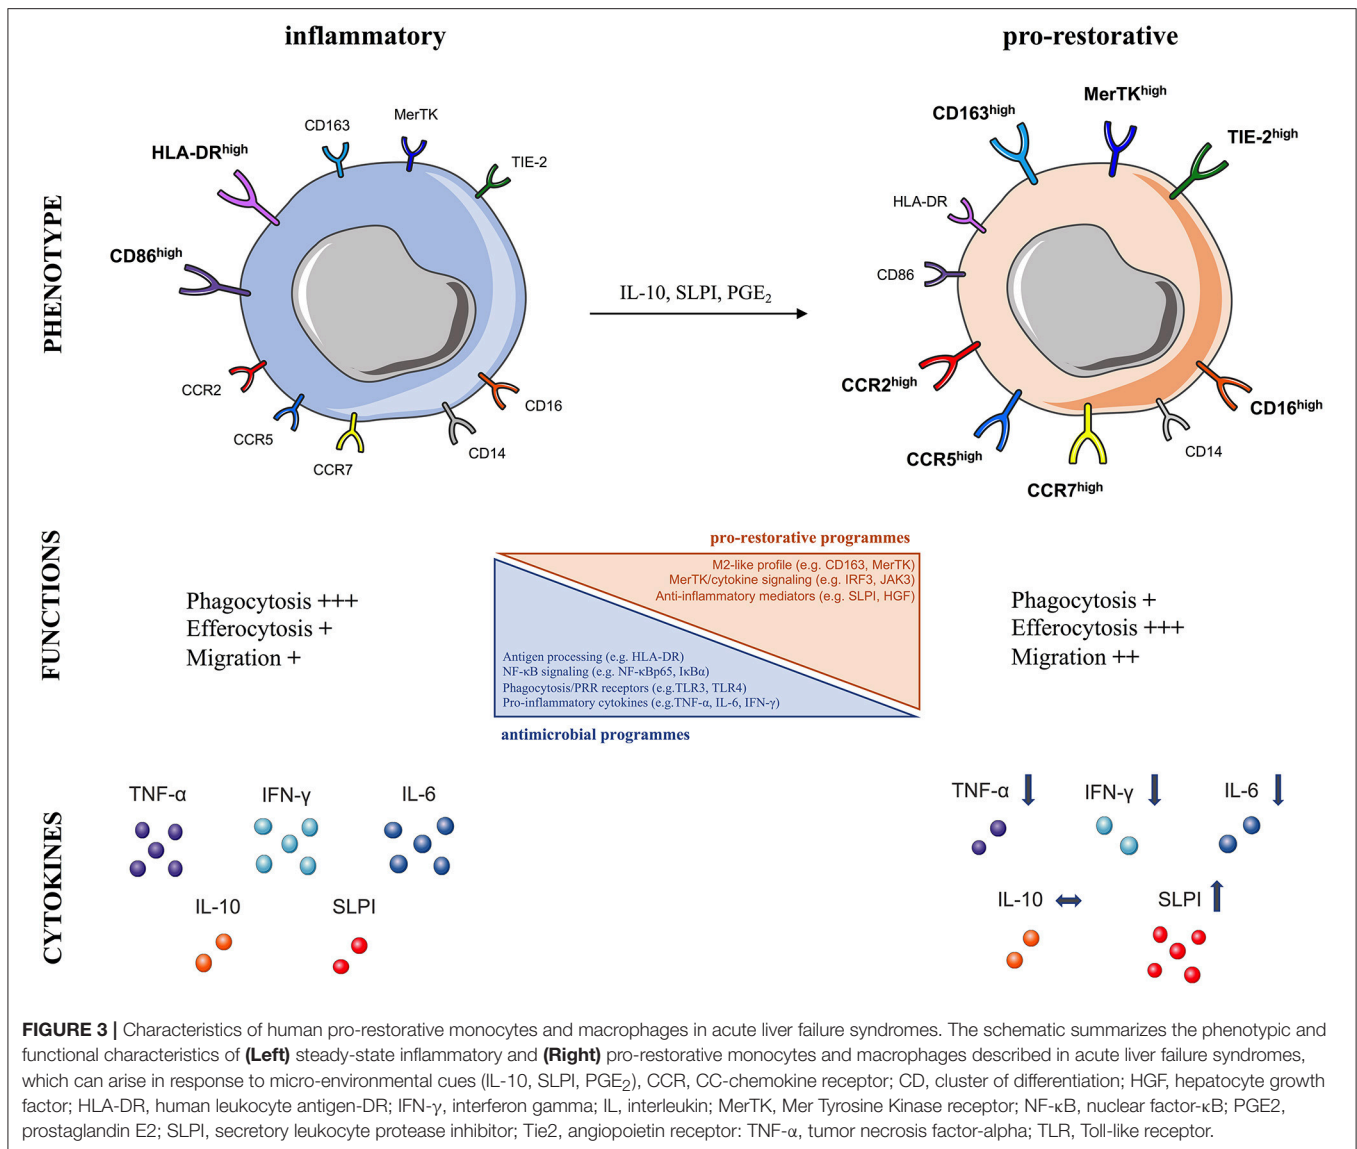 inflammatory
pro-restorative
PHENOTYPE
HLA-DRhigh
CD163
MerTK
TIE-2
CD86high
CCR2
CCR5
CCR7
CD14
CD16
IL-10, SLPI, PGE2
CD163high
MerTKhigh
TIE-2high
HLA-DR
CD86
CCR2high
CCR5high
CCR7high
CD14
CD16high
FUNCTIONS
Phagocytosis +++
Efferocytosis +
Migration +
pro-restorative programmes
M2-like profile (e.g. CD163, MerTK)
MerTK/cytokine signaling (e.g. IRF3, JAK3)
Anti-inflammatory mediators (e.g. SLPI, HGF)
Antigen processing (e.g. HLA-DR)
NF-κB signaling (e.g. NF-κBp65, IκBα)
Phagocytosis/PRR receptors (e.g.TLR3, TLR4)
Pro-inflammatory cytokines (e.g.TNF-α, IL-6, IFN-γ)
antimicrobial programmes
Phagocytosis +
Efferocytosis +++
Migration ++
CYTOKINES
TNF-α
IFN-γ
IL-6
IL-10
SLPI
TNF-α
IFN-γ
IL-6
IL-10
SLPI
FIGURE 3 | Characteristics of human pro-restorative monocytes and macrophages in acute liver failure syndromes. The schematic summarizes the phenotypic and
functional characteristics of (Left) steady-state inflammatory and (Right) pro-restorative monocytes and macrophages described in acute liver failure syndromes,
which can arise in response to micro-environmental cues (IL-10, SLPI, PGE2), CCR, CC-chemokine receptor; CD, cluster of differentiation; HGF, hepatocyte growth
factor; HLA-DR, human leukocyte antigen-DR; IFN-γ, interferon gamma; IL, interleukin; MerTK, Mer Tyrosine Kinase receptor; NF-κB, nuclear factor-κB; PGE2,
prostaglandin E2; SLPI, secretory leukocyte protease inhibitor; Tie2, angiopoietin receptor: TNF-α, tumor necrosis factor-alpha; TLR, Toll-like receptor.